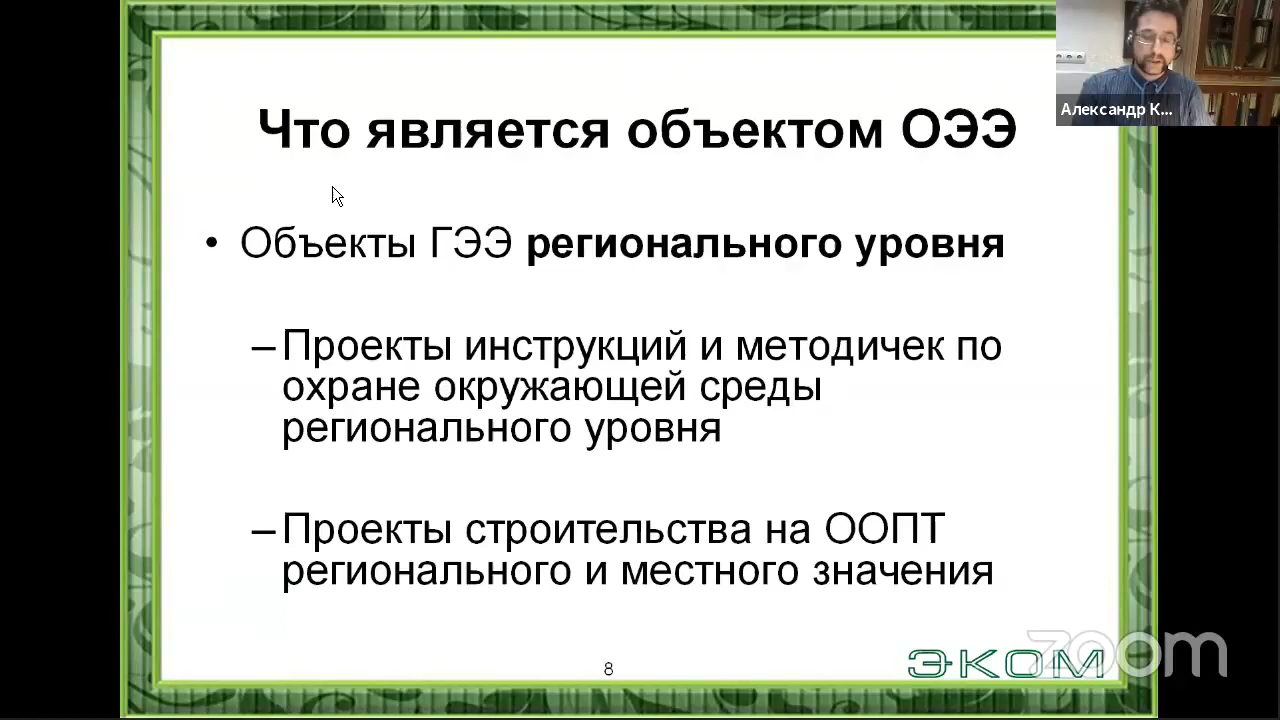 Что является объектом ОЭЭ
Александр К...
• Объекты ГЭЭ регионального уровня
–Проекты инструкций и методичек по
охране окружающей среды
регионального уровня
–Проекты строительства на ООПТ
регионального и местного значения
8
ЭКОМ
zoom